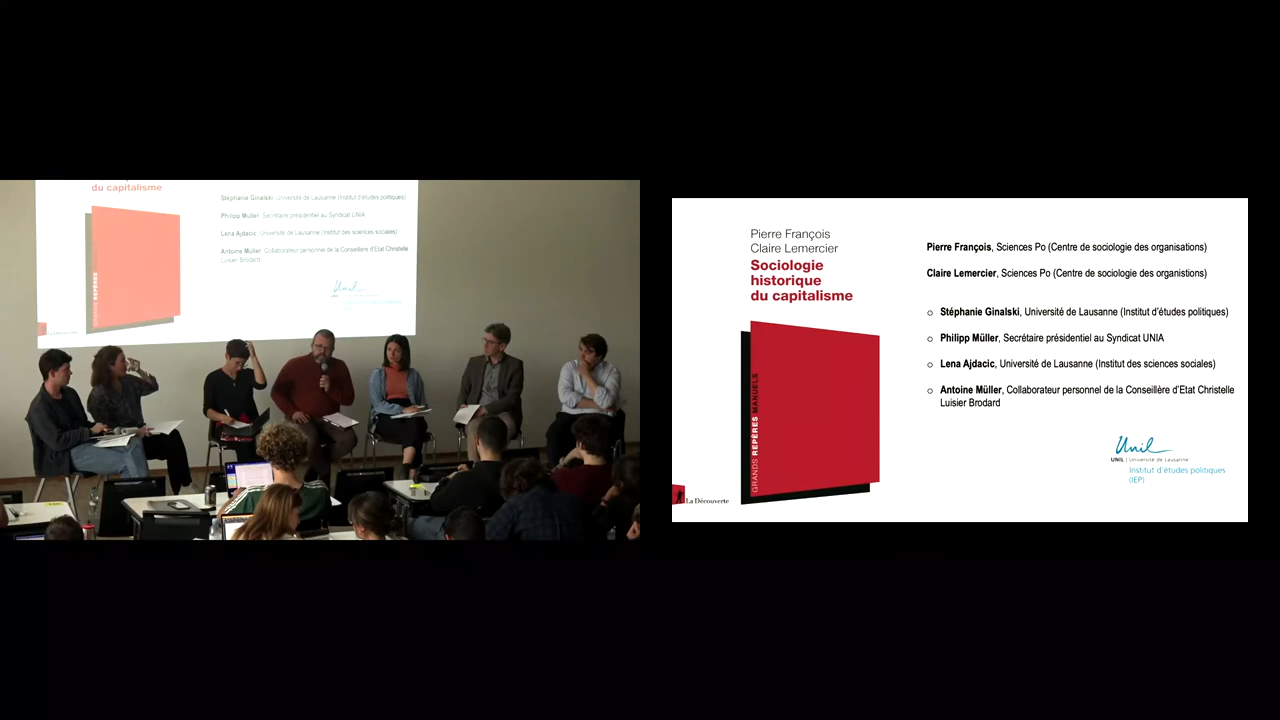 du capitalisme
Stéphanie Ginalski, Université de Lausanne (Institut d'études politiques)
Philipp Müller, Secrétaire présidentiel au Syndicat UNIA
Lena Ajdacic, Université de Lausanne (Institut des sciences sociales)
Antoine Müller, Collaborateur personnel de la Conseillère d'Etat Christelle
Luisier Brodard
REPÈRES
Unil
Pierre François
Claire Lemercier
Sociologie
historique
du capitalisme
GRANDS REPÈRES MANUELS
La Découverte
Pierre François, Sciences Po (Centre de sociologie des organisations)
Claire Lemercier, Sciences Po (Centre de sociologie des organistions)
o Stéphanie Ginalski, Université de Lausanne (Institut d'études politiques)
o Philipp Müller, Secrétaire présidentiel au Syndicat UNIA
o Lena Ajdacic, Université de Lausanne (Institut des sciences sociales)
o Antoine Müller, Collaborateur personnel de la Conseillère d'Etat Christelle
Luisier Brodard
Unil
UNIL | Université de Lausanne
Institut d'études politiques
(IEP)